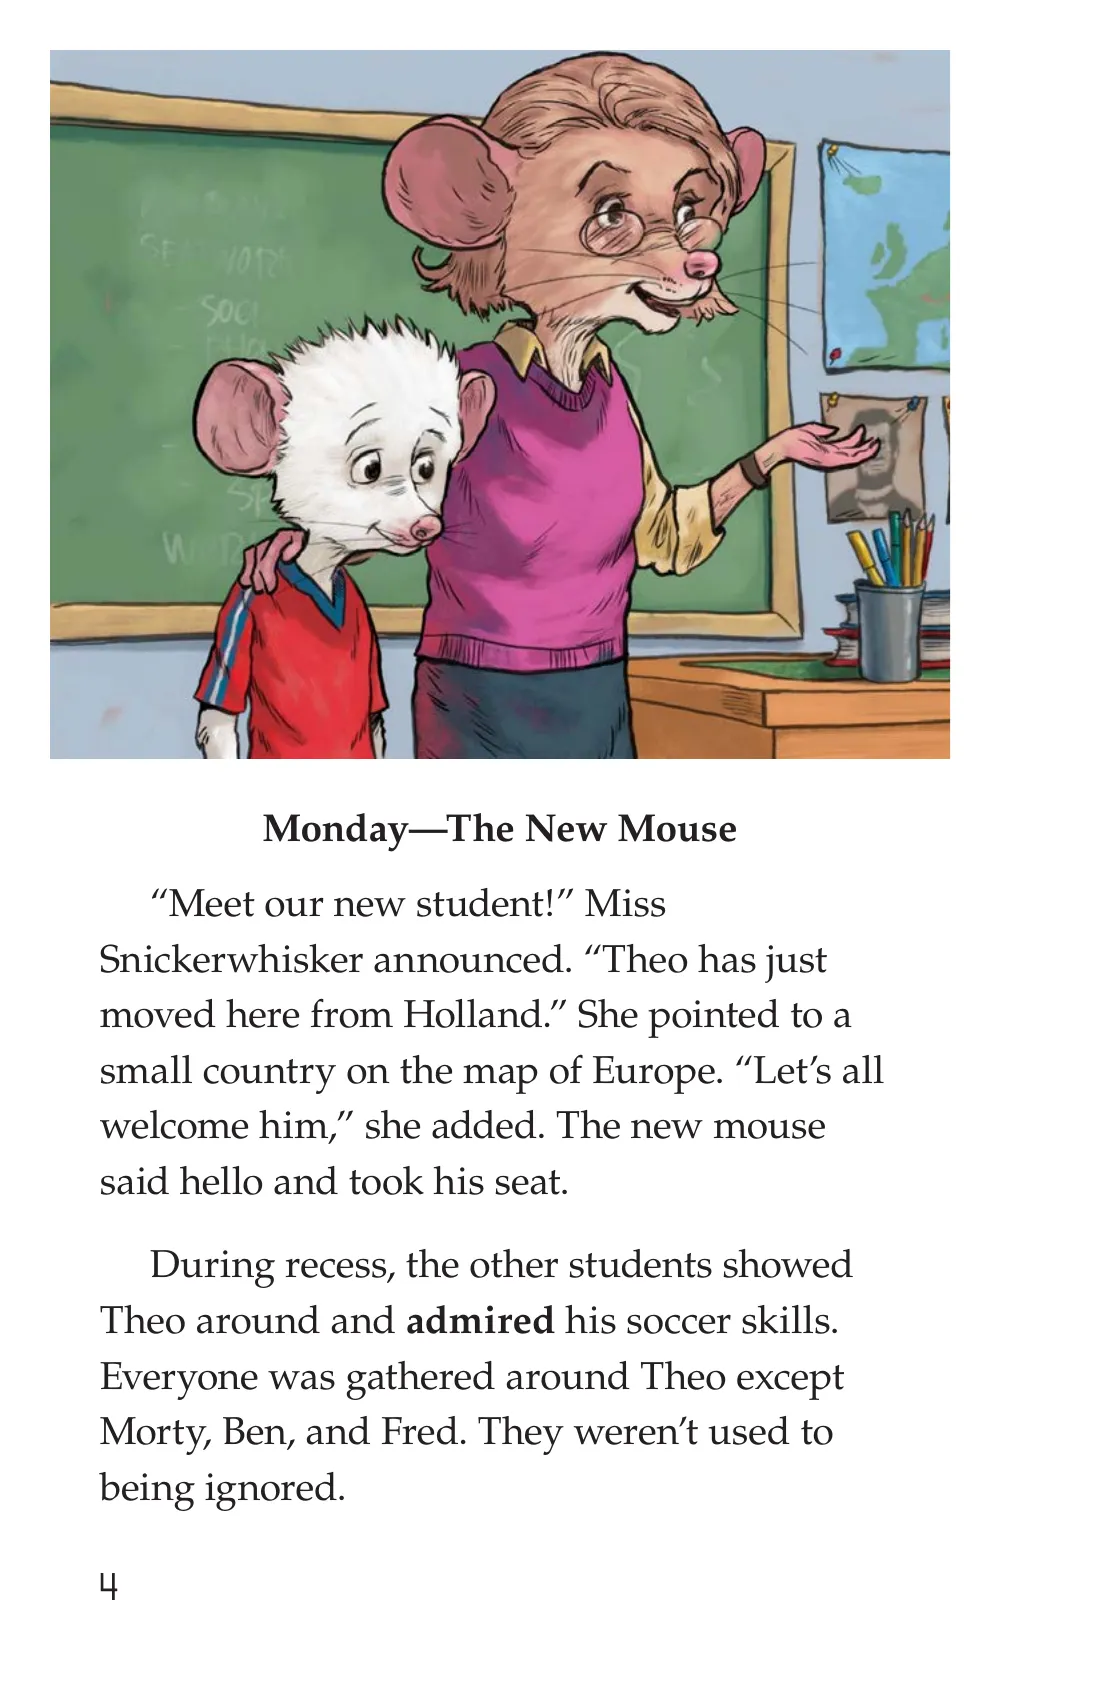 SOC
SP
Monday—The New Mouse
“Meet our new student!” Miss
Snickerwhisker announced. “Theo has just
moved here from Holland.” She pointed to a
small country on the map of Europe. “Let’s all
welcome him,” she added. The new mouse
said hello and took his seat.
During recess, the other students showed
Theo around and admired his soccer skills.
Everyone was gathered around Theo except
Morty, Ben, and Fred. They weren’t used to
being ignored.
4